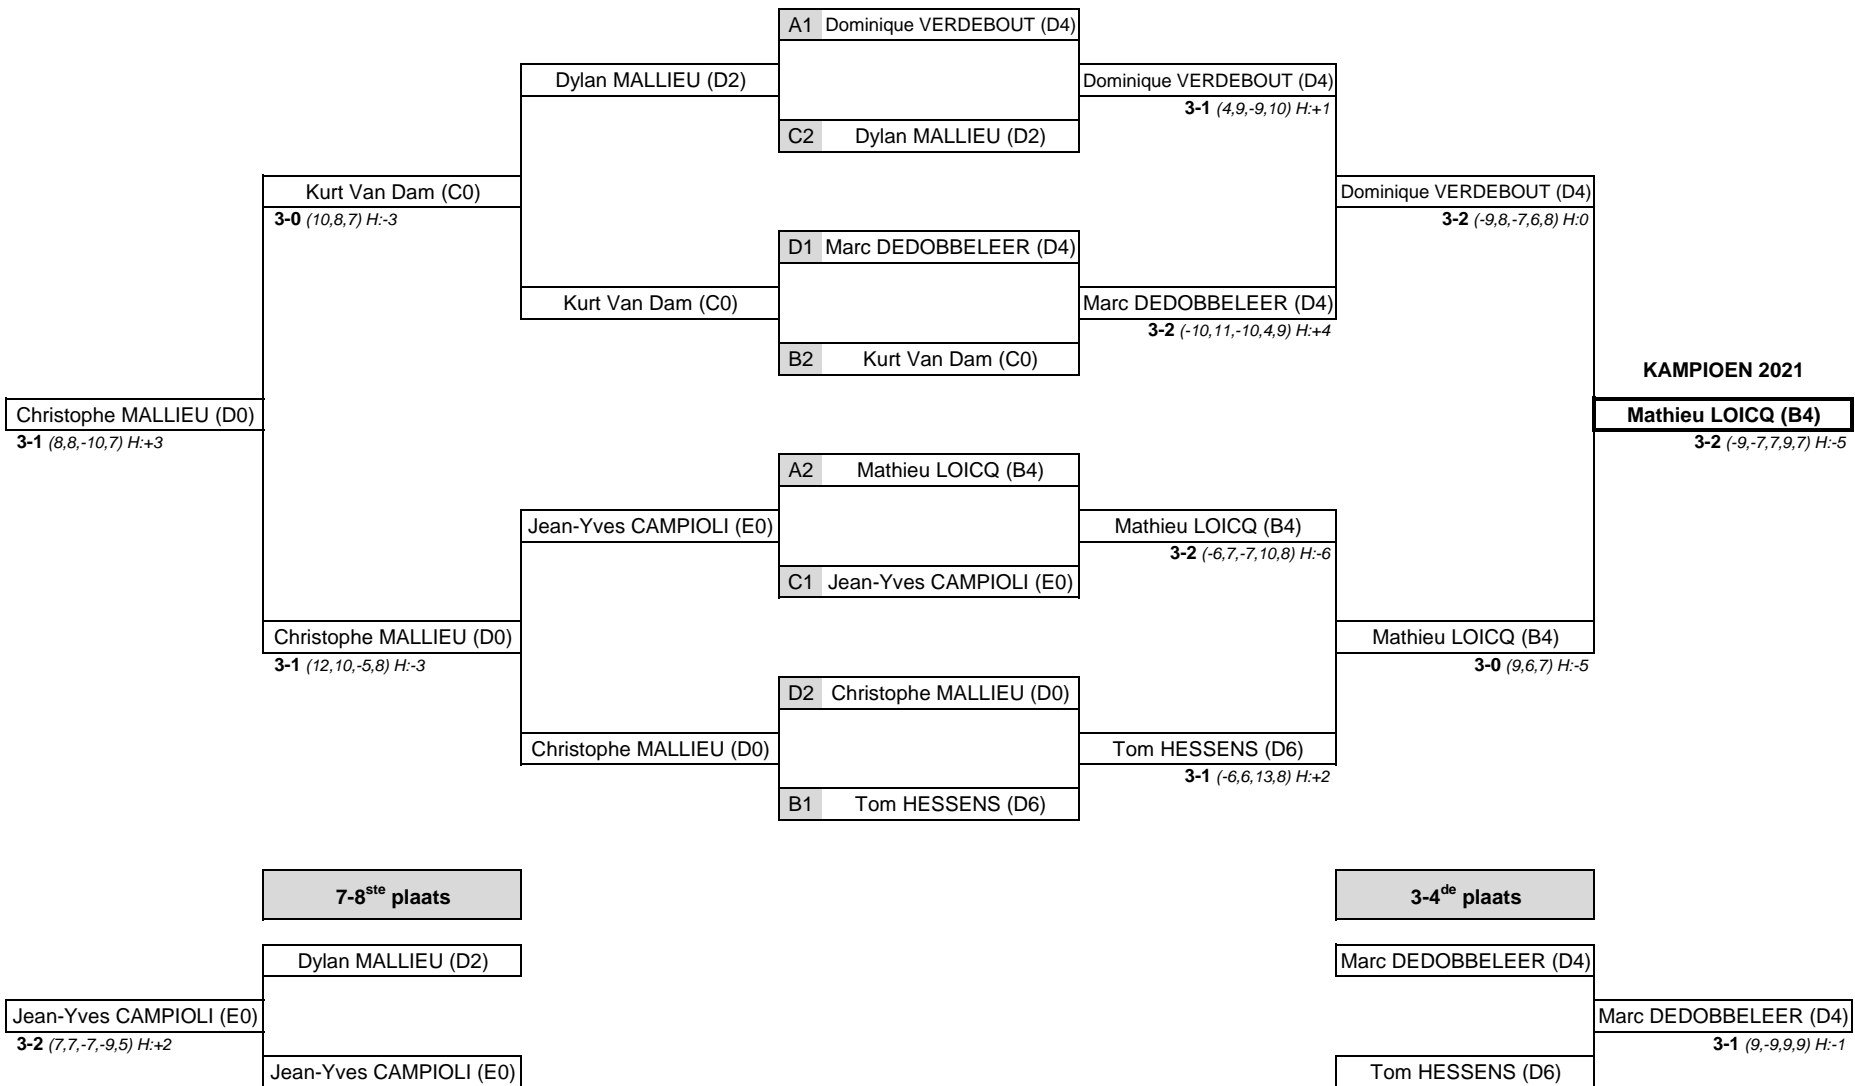 A1 Dominique VERDEBOUT (D4)
Dylan MALLIEU (D2) Dominique VERDEBOUT (D4)
3-1 (4,9,-9,10) H:+1
C2 Dylan MALLIEU (D2)
Kurt Van Dam (C0) Dominique VERDEBOUT (D4)
3-0 (10,8,7) H:-3 3-2 (-9,8,-7,6,8) H:0
D1 Marc DEDOBBELEER (D4)
Kurt Van Dam (C0) Marc DEDOBBELEER (D4)
3-2 (-10,11,-10,4,9) H:+4
B2 Kurt Van Dam (C0)
KAMPIOEN 2021
Christophe MALLIEU (D0) Mathieu LOICQ (B4)
3-1 (8,8,-10,7) H:+3 3-2 (-9,-7,7,9,7) H:-5
A2 Mathieu LOICQ (B4)
Jean-Yves CAMPIOLI (E0) Mathieu LOICQ (B4)
3-2 (-6,7,-7,10,8) H:-6
C1 Jean-Yves CAMPIOLI (E0)
Christophe MALLIEU (D0) Mathieu LOICQ (B4)
3-1 (12,10,-5,8) H:-3 3-0 (9,6,7) H:-5
D2 Christophe MALLIEU (D0)
Christophe MALLIEU (D0) Tom HESSENS (D6)
3-1 (-6,6,13,8) H:+2
B1 Tom HESSENS (D6)
7-8ste plaats 3-4de plaats
Dylan MALLIEU (D2) Marc DEDOBBELEER (D4)
Jean-Yves CAMPIOLI (E0) Marc DEDOBBELEER (D4)
3-2 (7,7,-7,-9,5) H:+2 3-1 (9,-9,9,9) H:-1
Jean-Yves CAMPIOLI (E0) Tom HESSENS (D6)